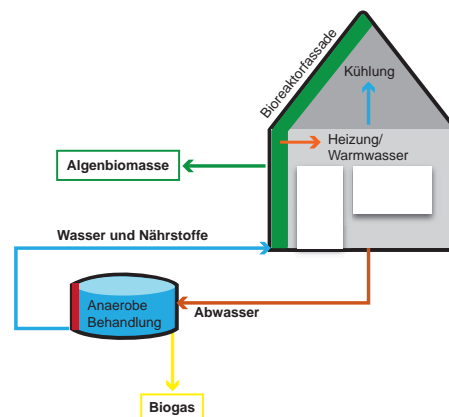 Bioreaktorfassade
Kühlung
Heizung/
Warmwasser
Algenbiomasse
Wasser und Nährstoffe
Anaerobe
Behandlung
Abwasser
Biogas